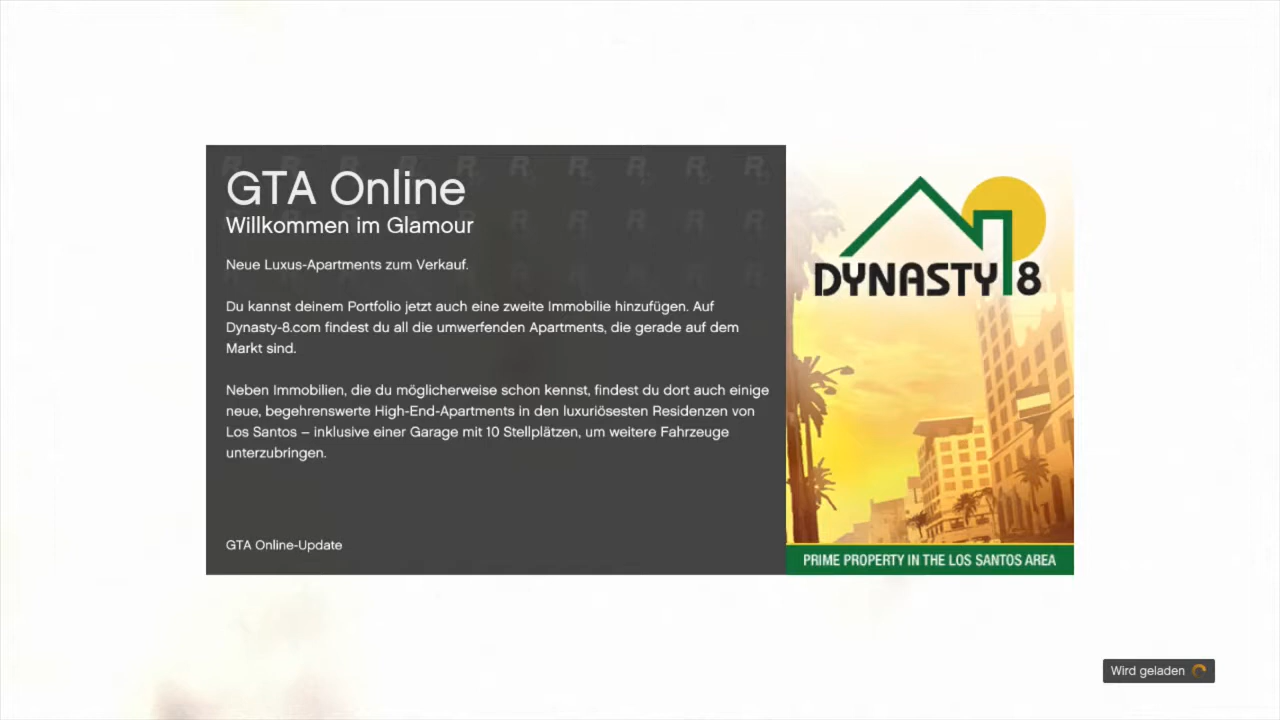 GTA Online
Willkommen im Glamour
Neue Luxus-Apartments zum Verkauf.
Du kannst deinem Portfolio jetzt auch eine zweite Immobilie hinzufügen. Auf
Dynasty-8.com findest du all die umwerfenden Apartments, die gerade auf dem
Markt sind.
Neben Immobilien, die du möglicherweise schon kennst, findest du dort auch einige
neue, begehrenswerte High-End-Apartments in den luxuriösesten Residenzen von
Los Santos – inklusive einer Garage mit 10 Stellplätzen, um weitere Fahrzeuge
unterzubringen.
GTA Online-Update
DYNASTY 8
PRIME PROPERTY IN THE LOS SANTOS AREA
Wird geladen